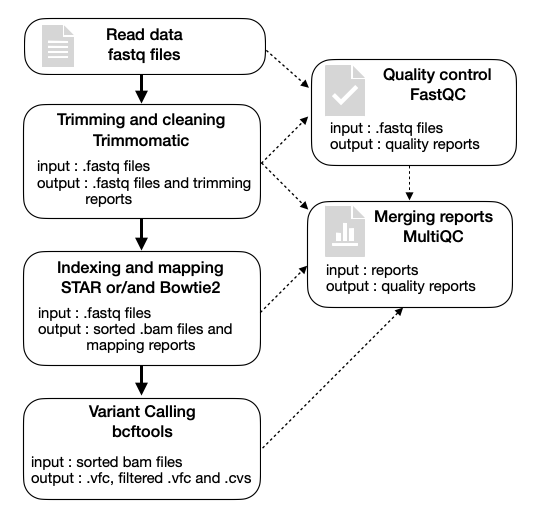 Read data
fastq files
Trimming and cleaning
Trimmomatic
input : .fastq files
output : .fastq files and trimming
reports
Indexing and mapping
STAR or/and Bowtie2
input : .fastq files
output : sorted .bam files and
mapping reports
Variant Calling
bcftools
input : sorted bam files
output : .vfc, filtered .vfc and .cvs
Quality control
FastQC
input : .fastq files
output : quality reports
Merging reports
MultiQC
input : reports
output : quality reports